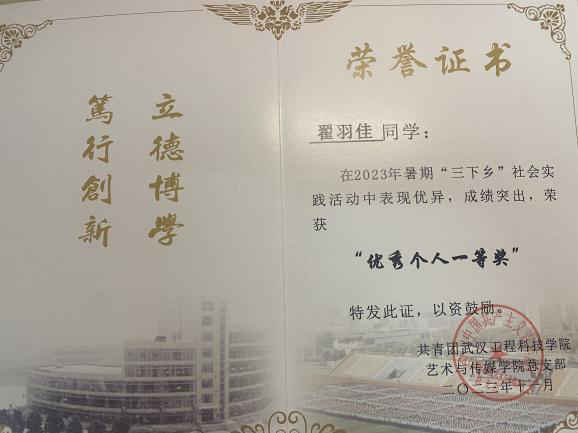 立德博學
篤行創新
荣誉证书
翟羽佳 同学：
在2023年暑期“三下乡”社会实
践活动中表现优异，成绩突出，荣
获
“优秀个人一等奖”
特发此证，以资鼓励。
共青团武汉工程科技学院
艺术与传媒学院总支部
二〇二三年十一月